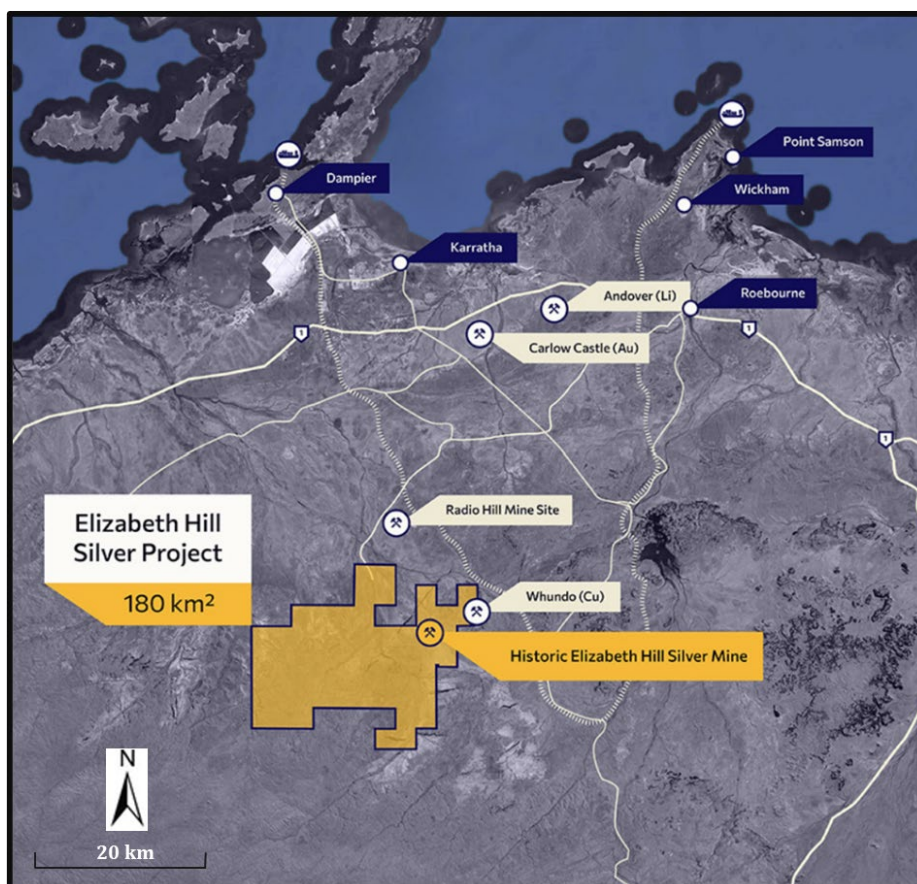 Point Samson
Dampier
Wickham
Karratha
Andover (Li)
Roebourne
1
Carlow Castle (Au)
1
1
Elizabeth Hill
Silver Project
180 km²
Radio Hill Mine Site
Whundo (Cu)
Historic Elizabeth Hill Silver Mine
N
20 km